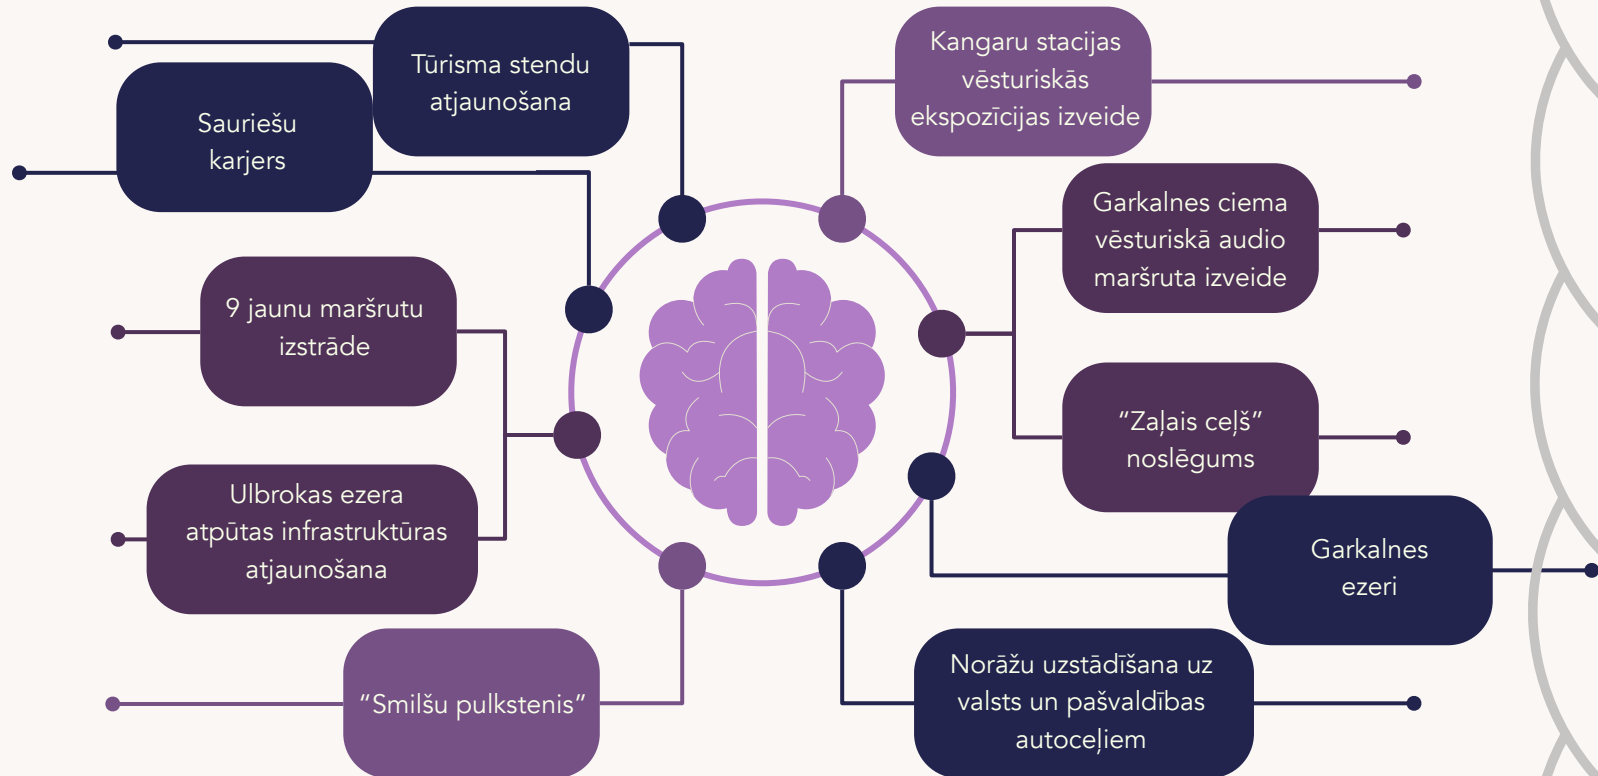 Tūrisma stendu
atjaunošana
Sauriešu
karjers
9 jaunu maršrutu
izstrāde
Ulbrokas ezera
atpūtas infrastruktūras
atjaunošana
“Smilšu pulkstenis”
Kangaru stacijas
vēsturiskās
ekspozīcijas izveide
Garkalnes ciema
vēsturiskā audio
maršruta izveide
“Zaļais ceļš”
noslēgums
Garkalnes
ezeri
Norāžu uzstādīšana uz
valsts un pašvaldības
autoceļiem